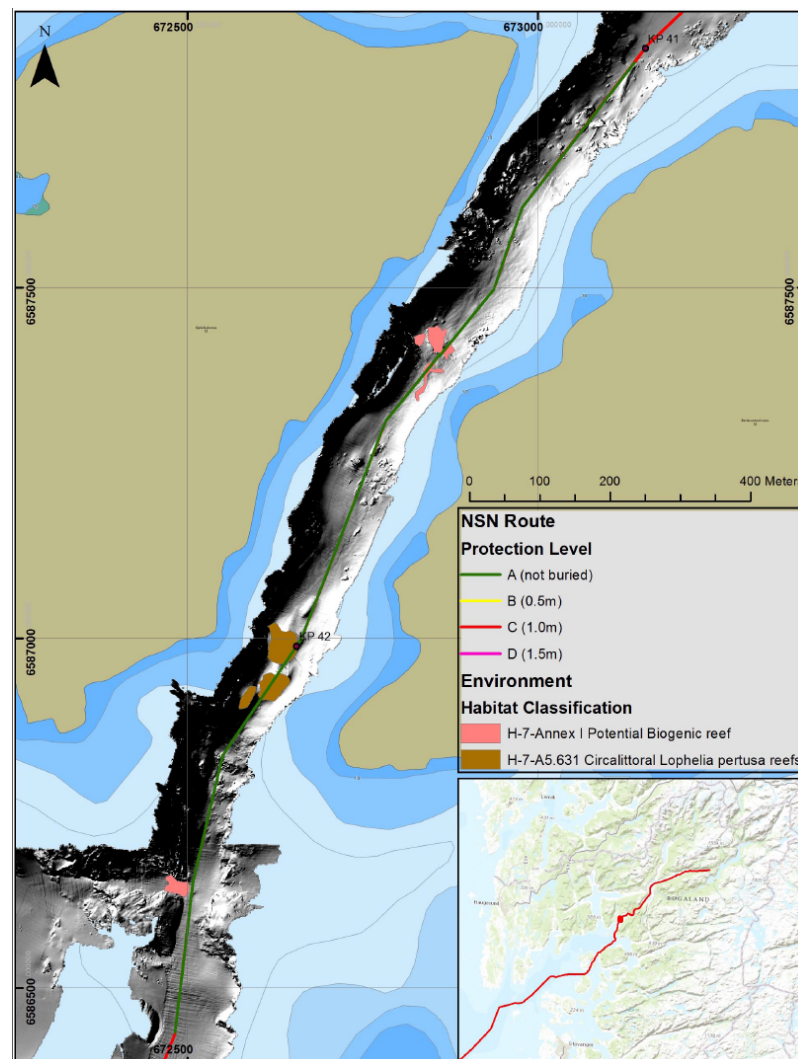 672500
673000
N
KP 41
6587500
6587500
0 100 200 400 Meters
NSN Route
Protection Level
A (not buried)
B (0.5m)
C (1.0m)
D (1.5m)
Environment
Habitat Classification
H-7-Annex I Potential Biogenic reef
H-7-A5.631 Circalittoral Lophelia pertusa reefs
6587000
KP 42
ROGALAND
6586500
672500